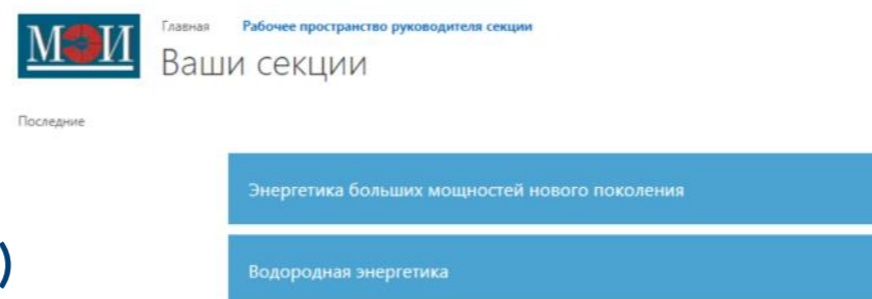 МЭИ
Главная Рабочее пространство руководителя секции
Ваши секции
Последние
Энергетика больших мощностей нового поколения
)
Водородная энергетика